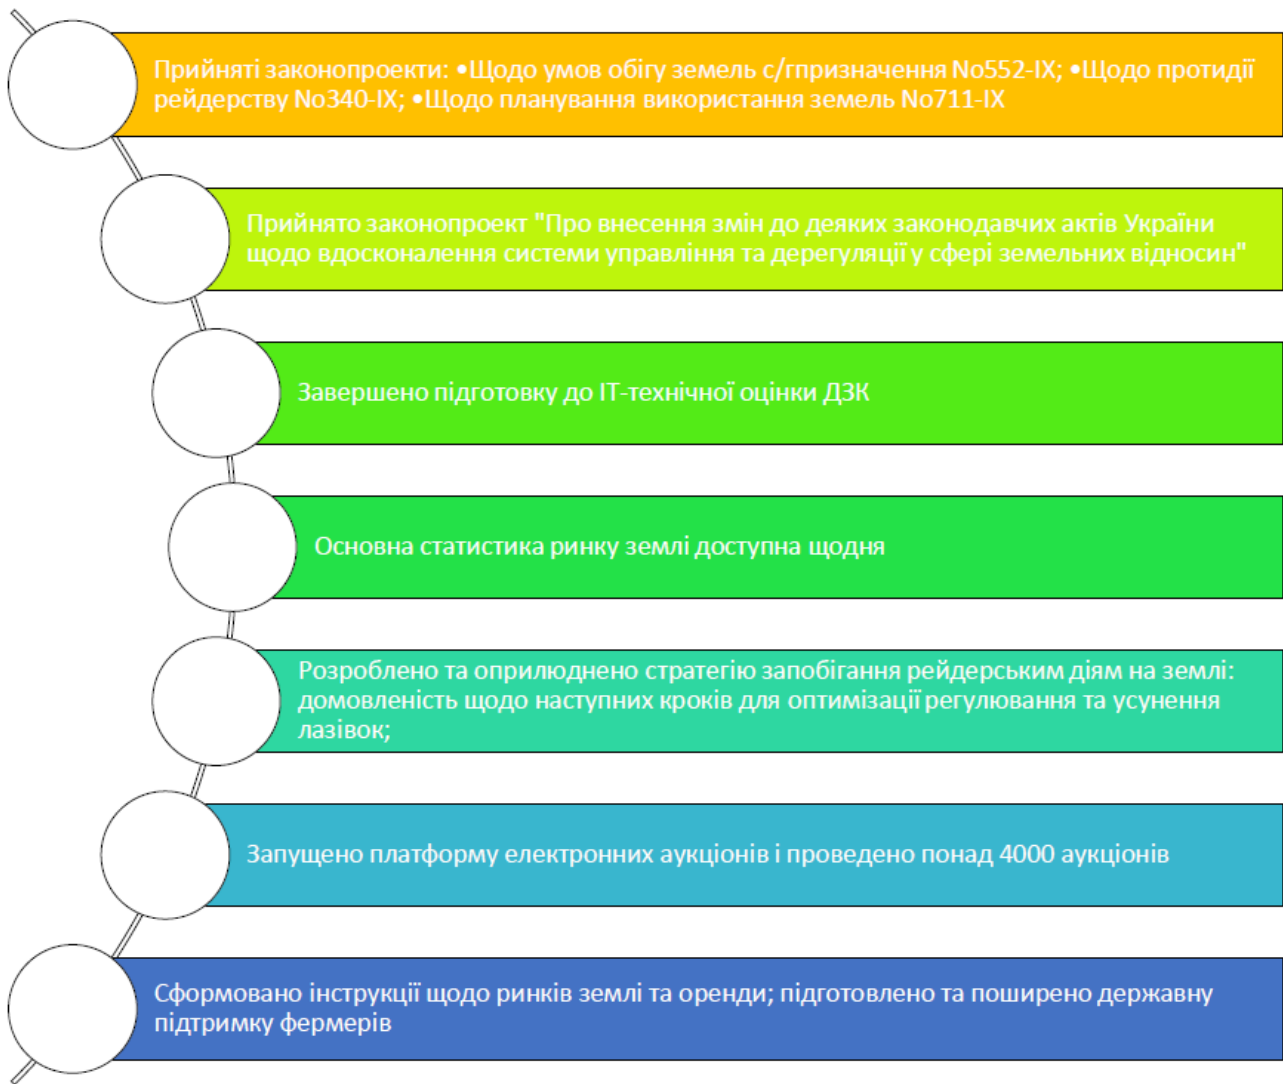 Прийняті законопроекти: •Щодо умов обігу земель с/гпризначення No552-IX; •Щодо протидії
рейдерству No340-IX; •Щодо планування використання земель No711-IX
Прийнято законопроект "Про внесення змін до деяких законодавчих актів України
щодо вдосконалення системи управління та дерегуляції у сфері земельних відносин"
Завершено підготовку до ІТ-технічної оцінки ДЗК
Основна статистика ринку землі доступна щодня
Розроблено та оприлюднено стратегію запобігання рейдерським діям на землі:
домовленість щодо наступних кроків для оптимізації регулювання та усунення
лазівок;
Запущено платформу електронних аукціонів і проведено понад 4000 аукціонів
Сформовано інструкції щодо ринків землі та оренди; підготовлено та поширено державну
підтримку фермерів